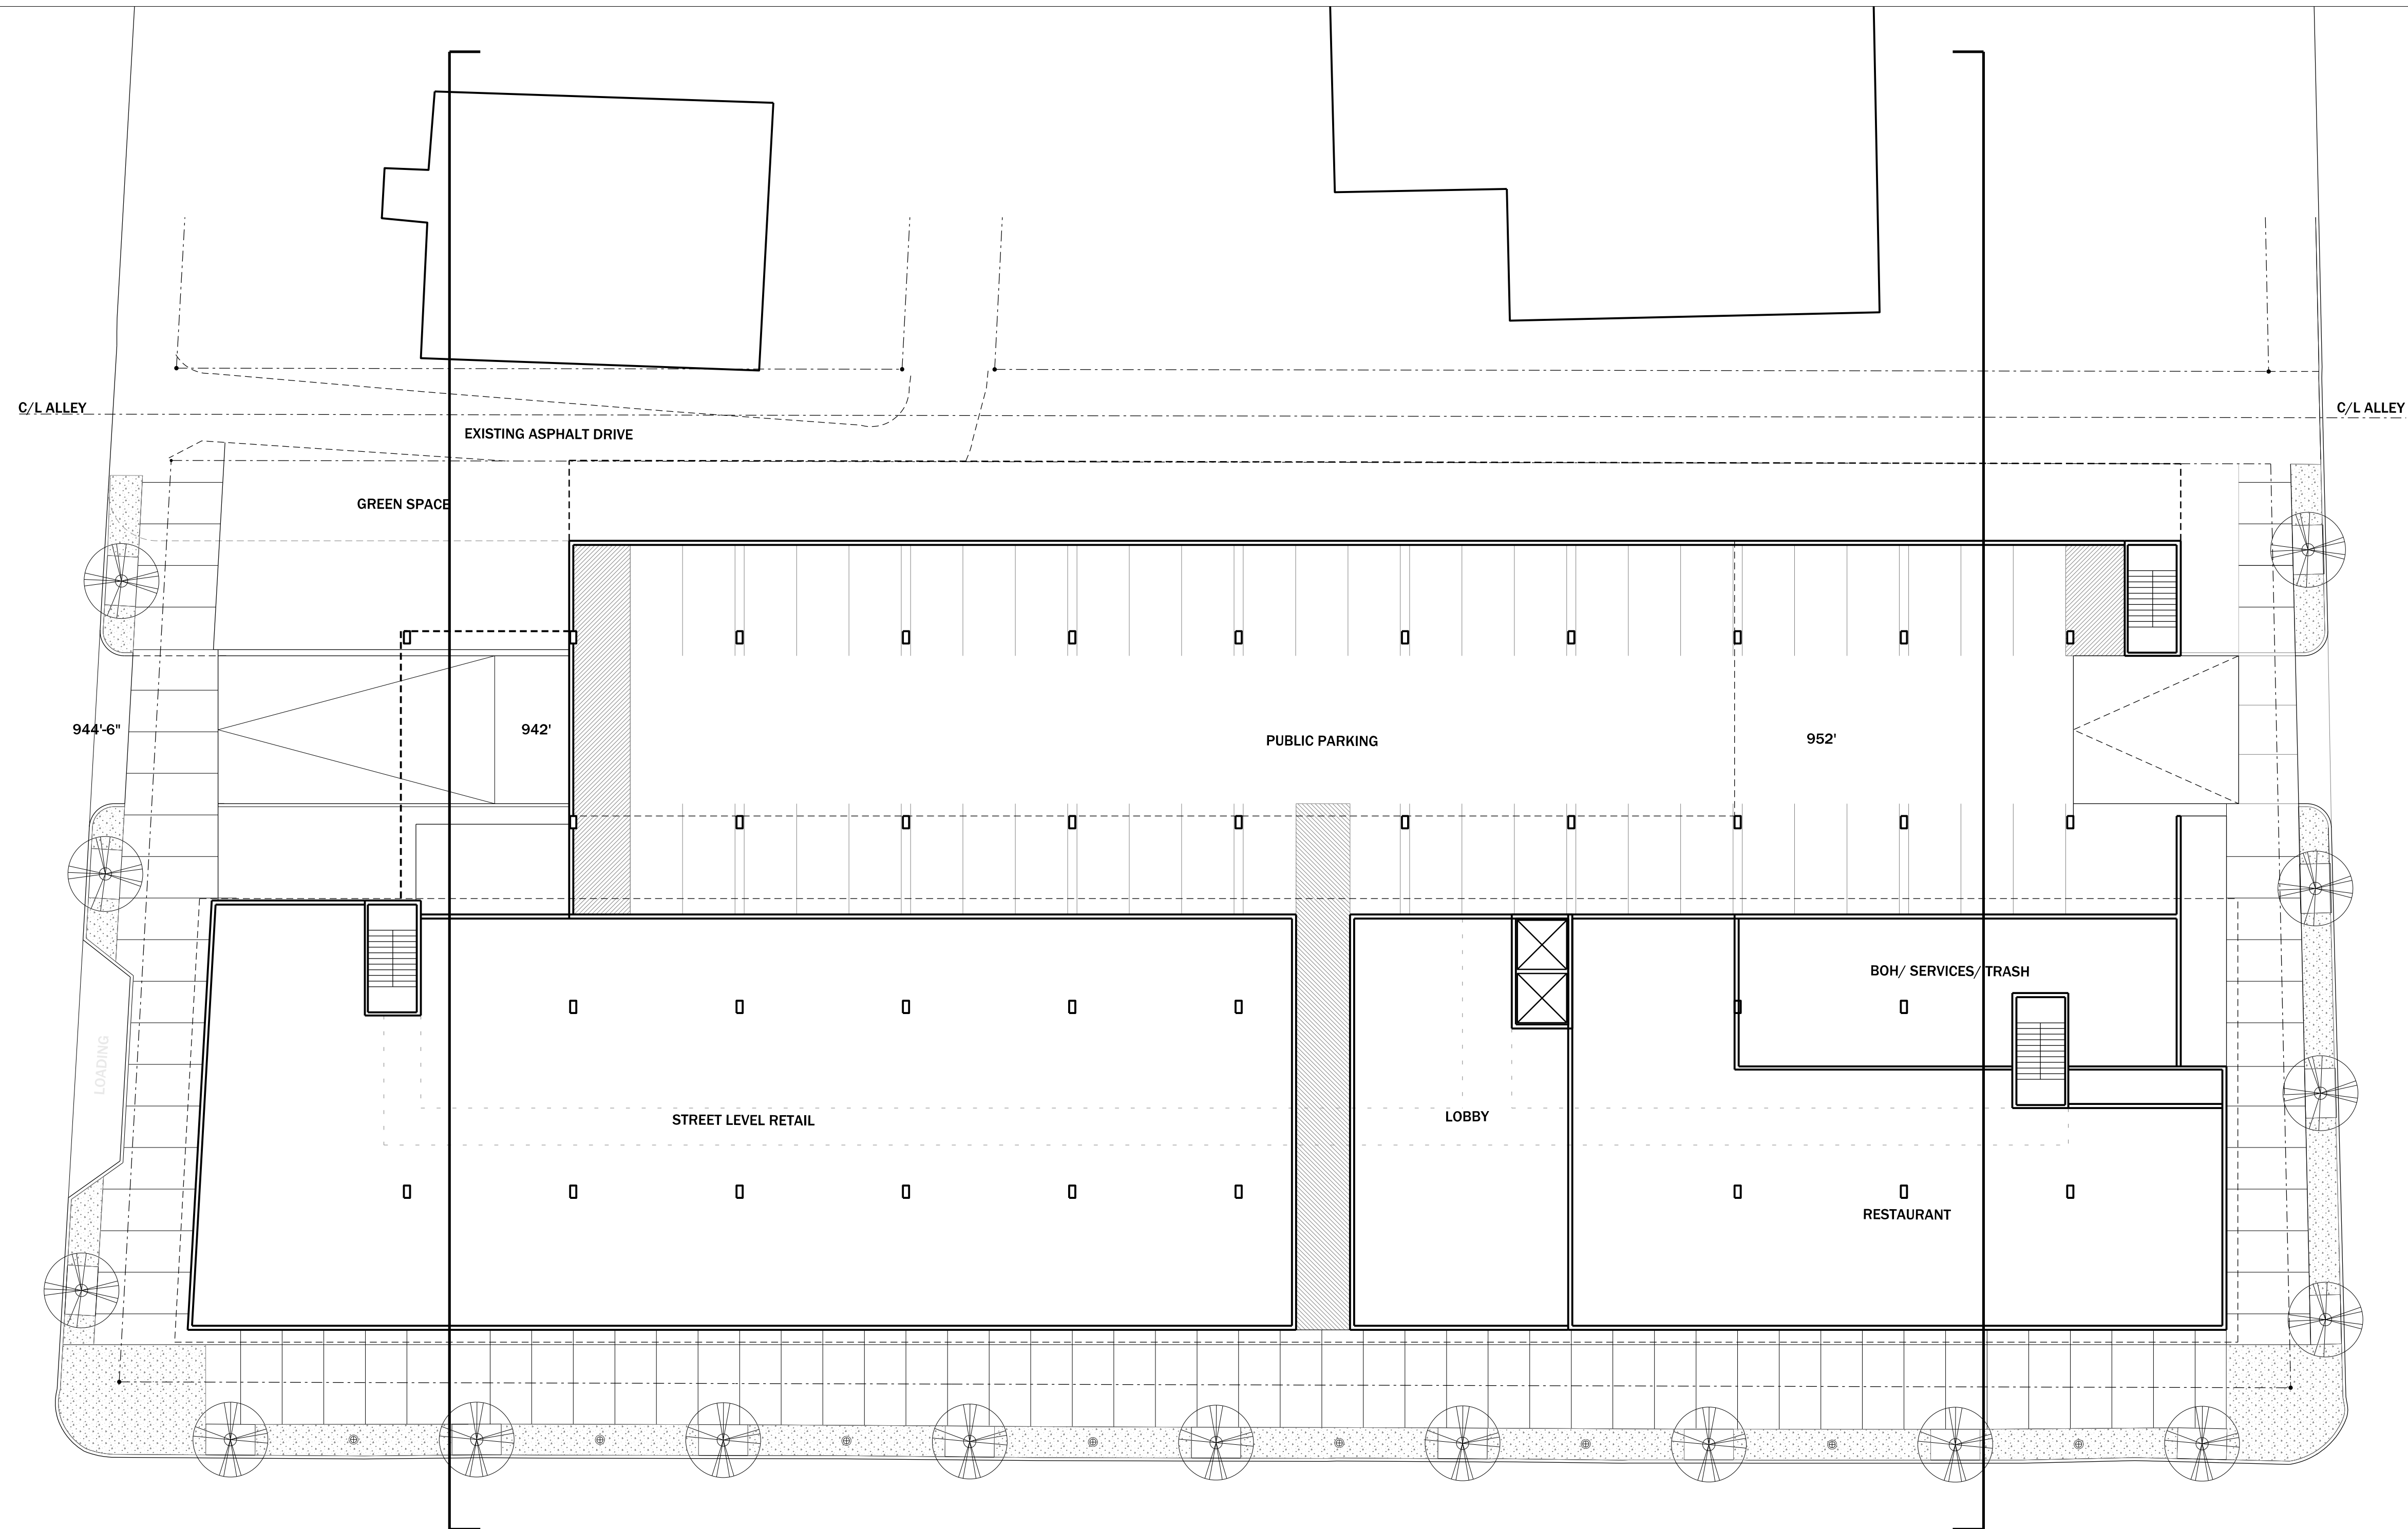 C/L ALLEY
C/L ALLEY
EXISTING ASPHALT DRIVE
GREEN SPACE
944'-6"
942'
PUBLIC PARKING
952'
BOH/ SERVICES/ TRASH
LOADING
STREET LEVEL RETAIL
LOBBY
RESTAURANT